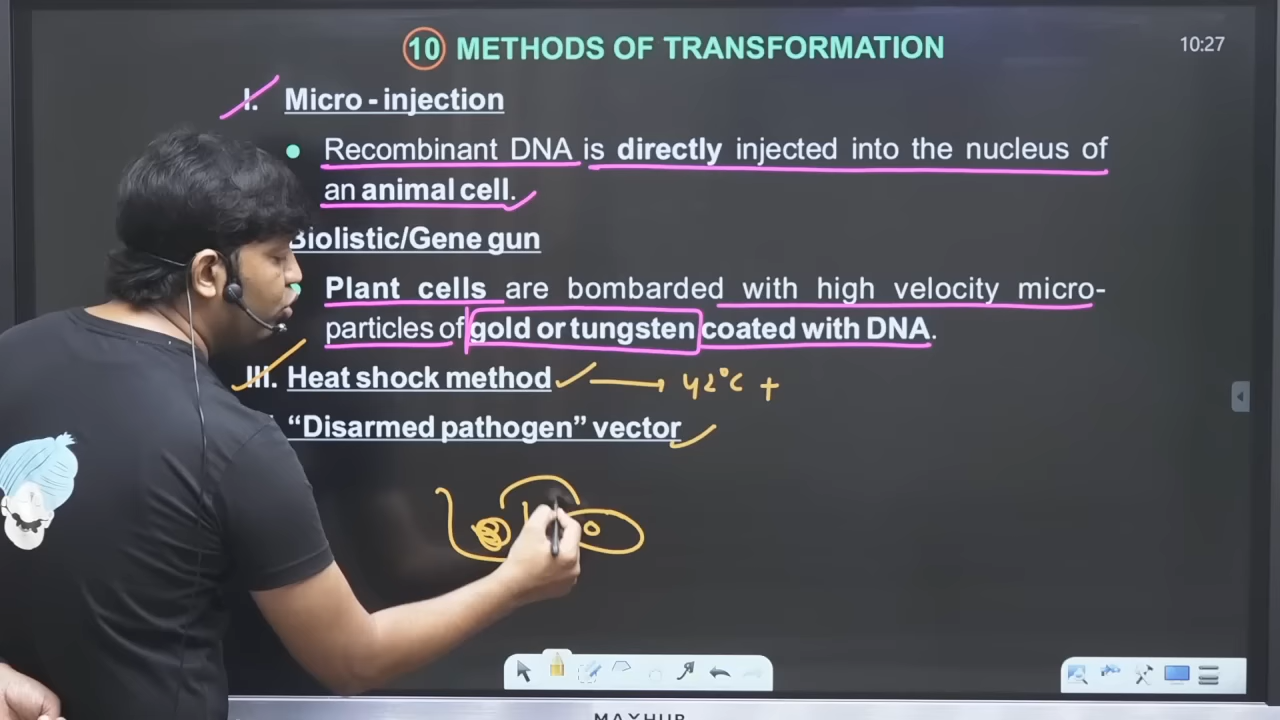 10 METHODS OF TRANSFORMATION
10:27
I. Micro - injection
Recombinant DNA is directly injected into the nucleus of
an animal cell.
Biolistic/Gene gun
Plant cells are bombarded with high velocity micro-
particles of gold or tungsten coated with DNA.
III. Heat shock method → 42°C +
"Disarmed pathogen" vector
MAXHUB